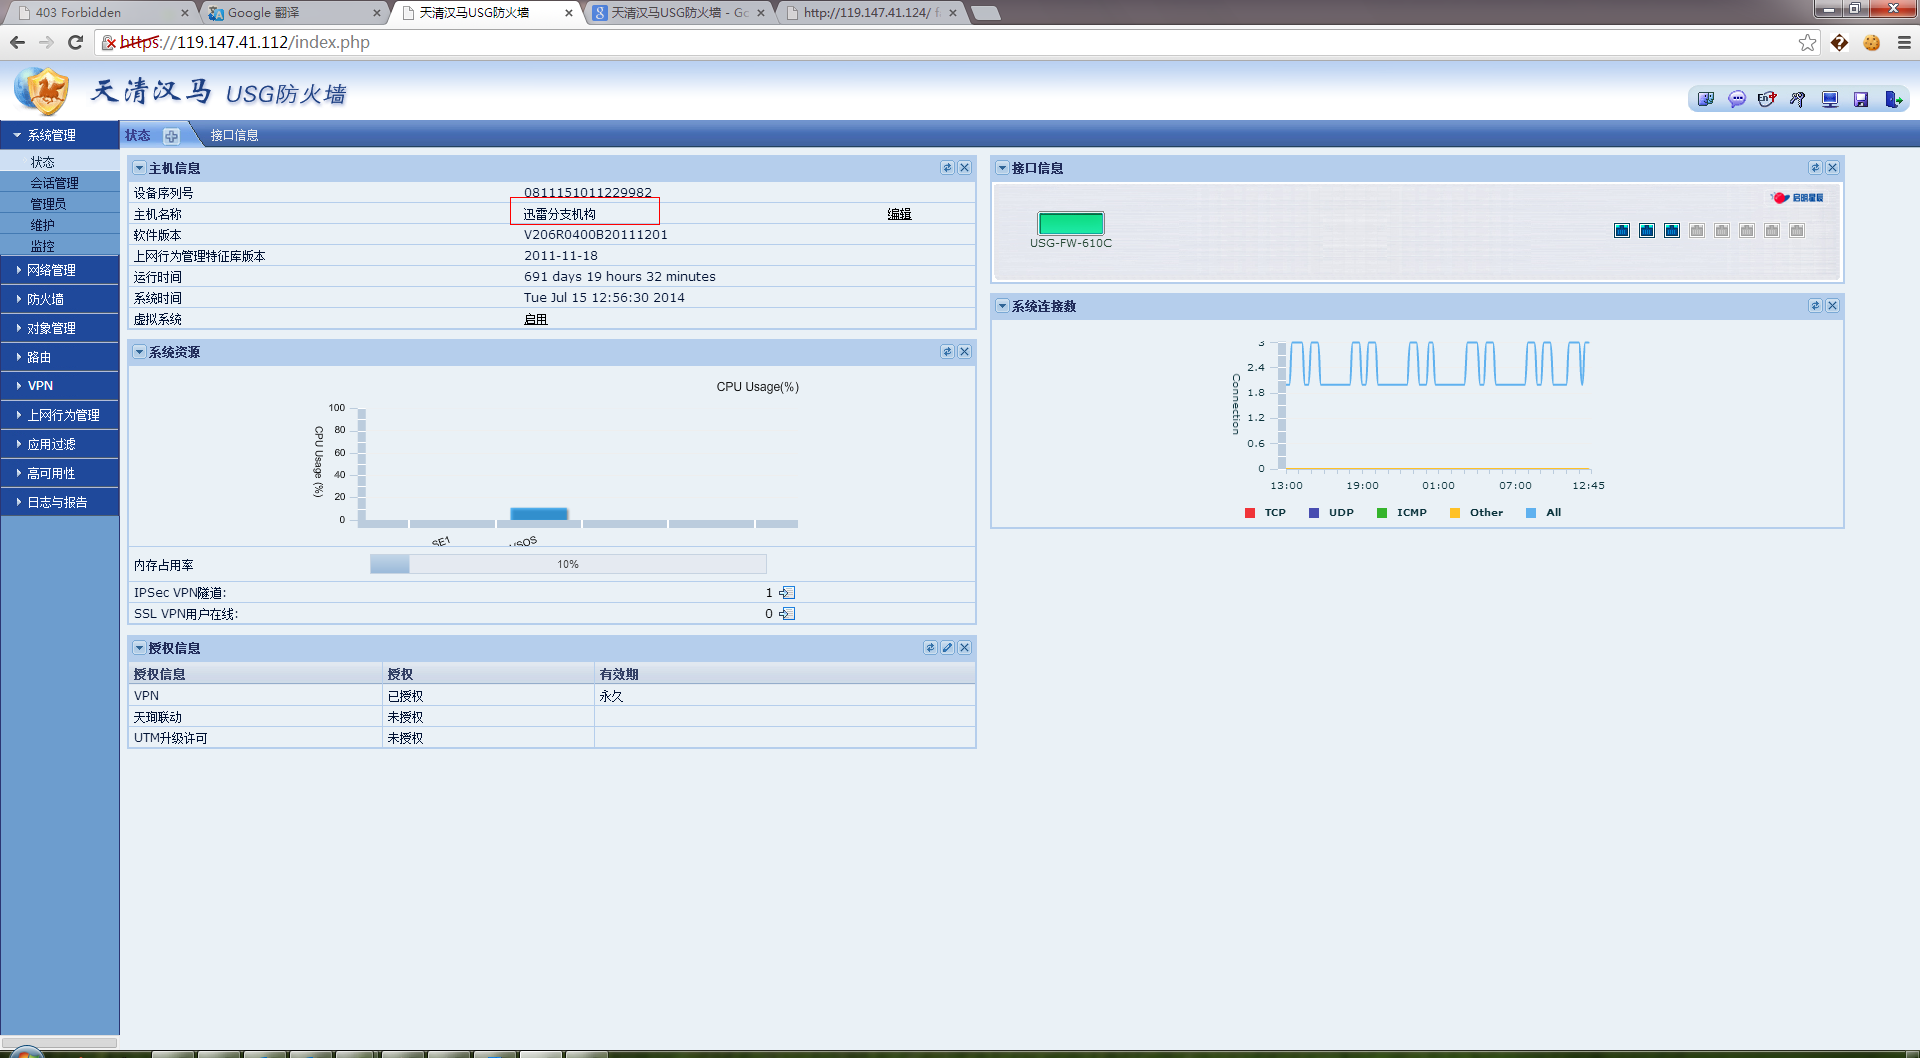 403 Forbidden
Google 翻译
天清汉马USG防火墙
天清汉马USG防火墙 - Go
http://119.147.41.124/ f
https://119.147.41.112/index.php
天清汉马 USG防火墙
系统管理
状态
会话管理
管理员
维护
监控
网络管理
防火墙
对象管理
路由
VPN
上网行为管理
应用过滤
高可用性
日志与报告
状态
接口信息
主机信息
设备序列号 0811151011229982
主机名称 迅雷分支机构 编辑
软件版本 V206R0400B20111201
上网行为管理特征库版本 2011-11-18
运行时间 691 days 19 hours 32 minutes
系统时间 Tue Jul 15 12:56:30 2014
虚拟系统 启用
系统资源
CPU Usage(%)
CPU Usage (%)
100
80
60
40
20
0
SE1
VSOS
内存占用率 10%
IPSec VPN隧道: 1
SSL VPN用户在线: 0
授权信息
授权信息 授权 有效期
VPN 已授权 永久
天珣联动 未授权
UTM升级许可 未授权
接口信息
启明星辰
USG-FW-610C
系统连接数
Connection
3
2.4
1.8
1.2
0.6
0
13:00 19:00 01:00 07:00 12:45
TCP UDP ICMP Other All